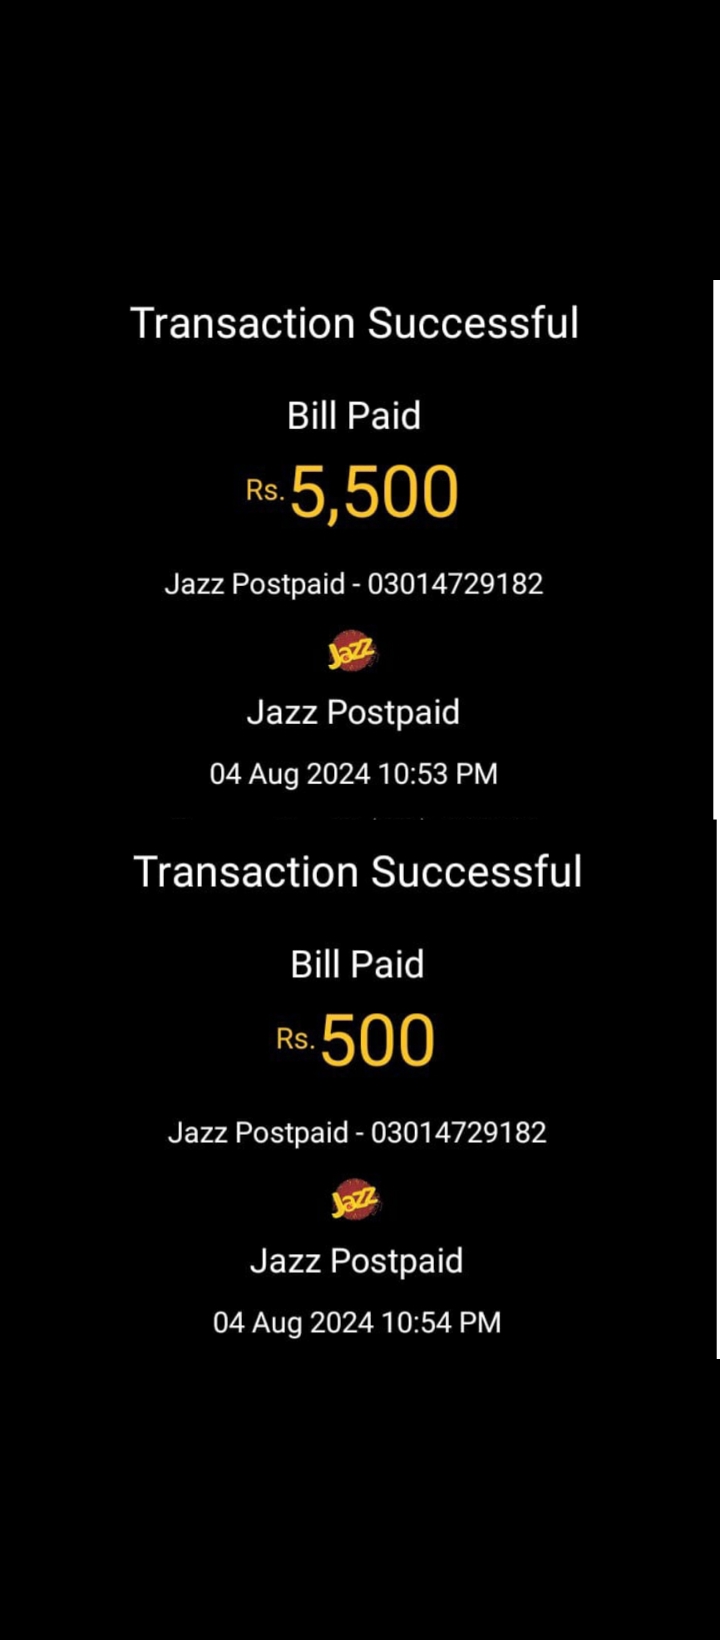 Transaction Successful
Bill Paid
Rs. 5,500
Jazz Postpaid - 03014729182
Jazz
Jazz Postpaid
04 Aug 2024 10:53 PM
Transaction Successful
Bill Paid
Rs. 500
Jazz Postpaid - 03014729182
Jazz
Jazz Postpaid
04 Aug 2024 10:54 PM